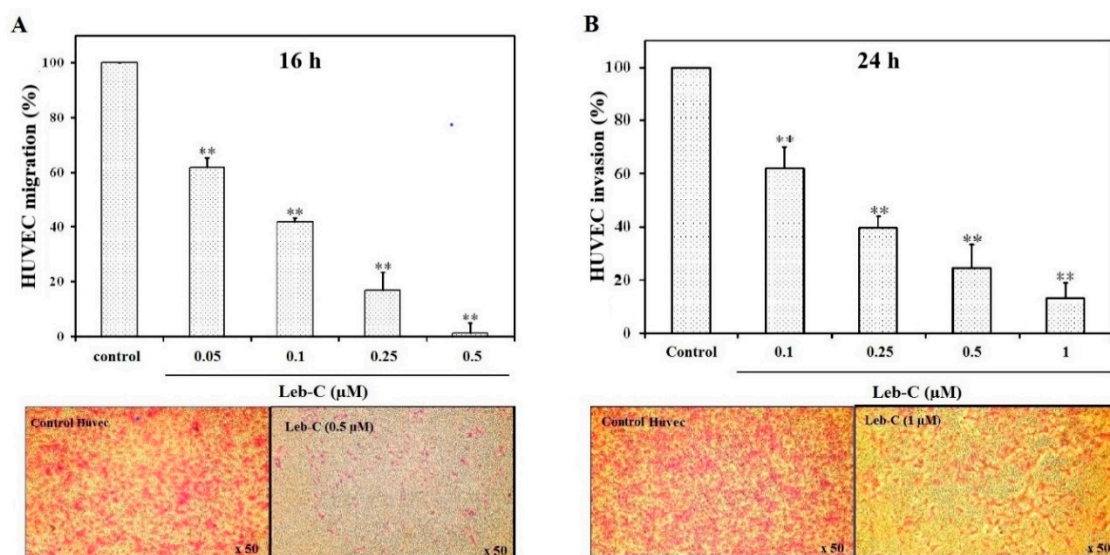 A
16 h
HUVEC migration (%)
100
80
60
40
20
0
**
**
**
**
control
0.05
0.1
0.25
0.5
Leb-C (µM)
Control Huvec
x 50
Leb-C (0.5 µM)
x 50
B
24 h
HUVEC invasion (%)
100
80
60
40
20
0
**
**
**
**
Control
0.1
0.25
0.5
1
Leb-C (µM)
Control Huvec
x 50
Leb-C (1 µM)
x 50